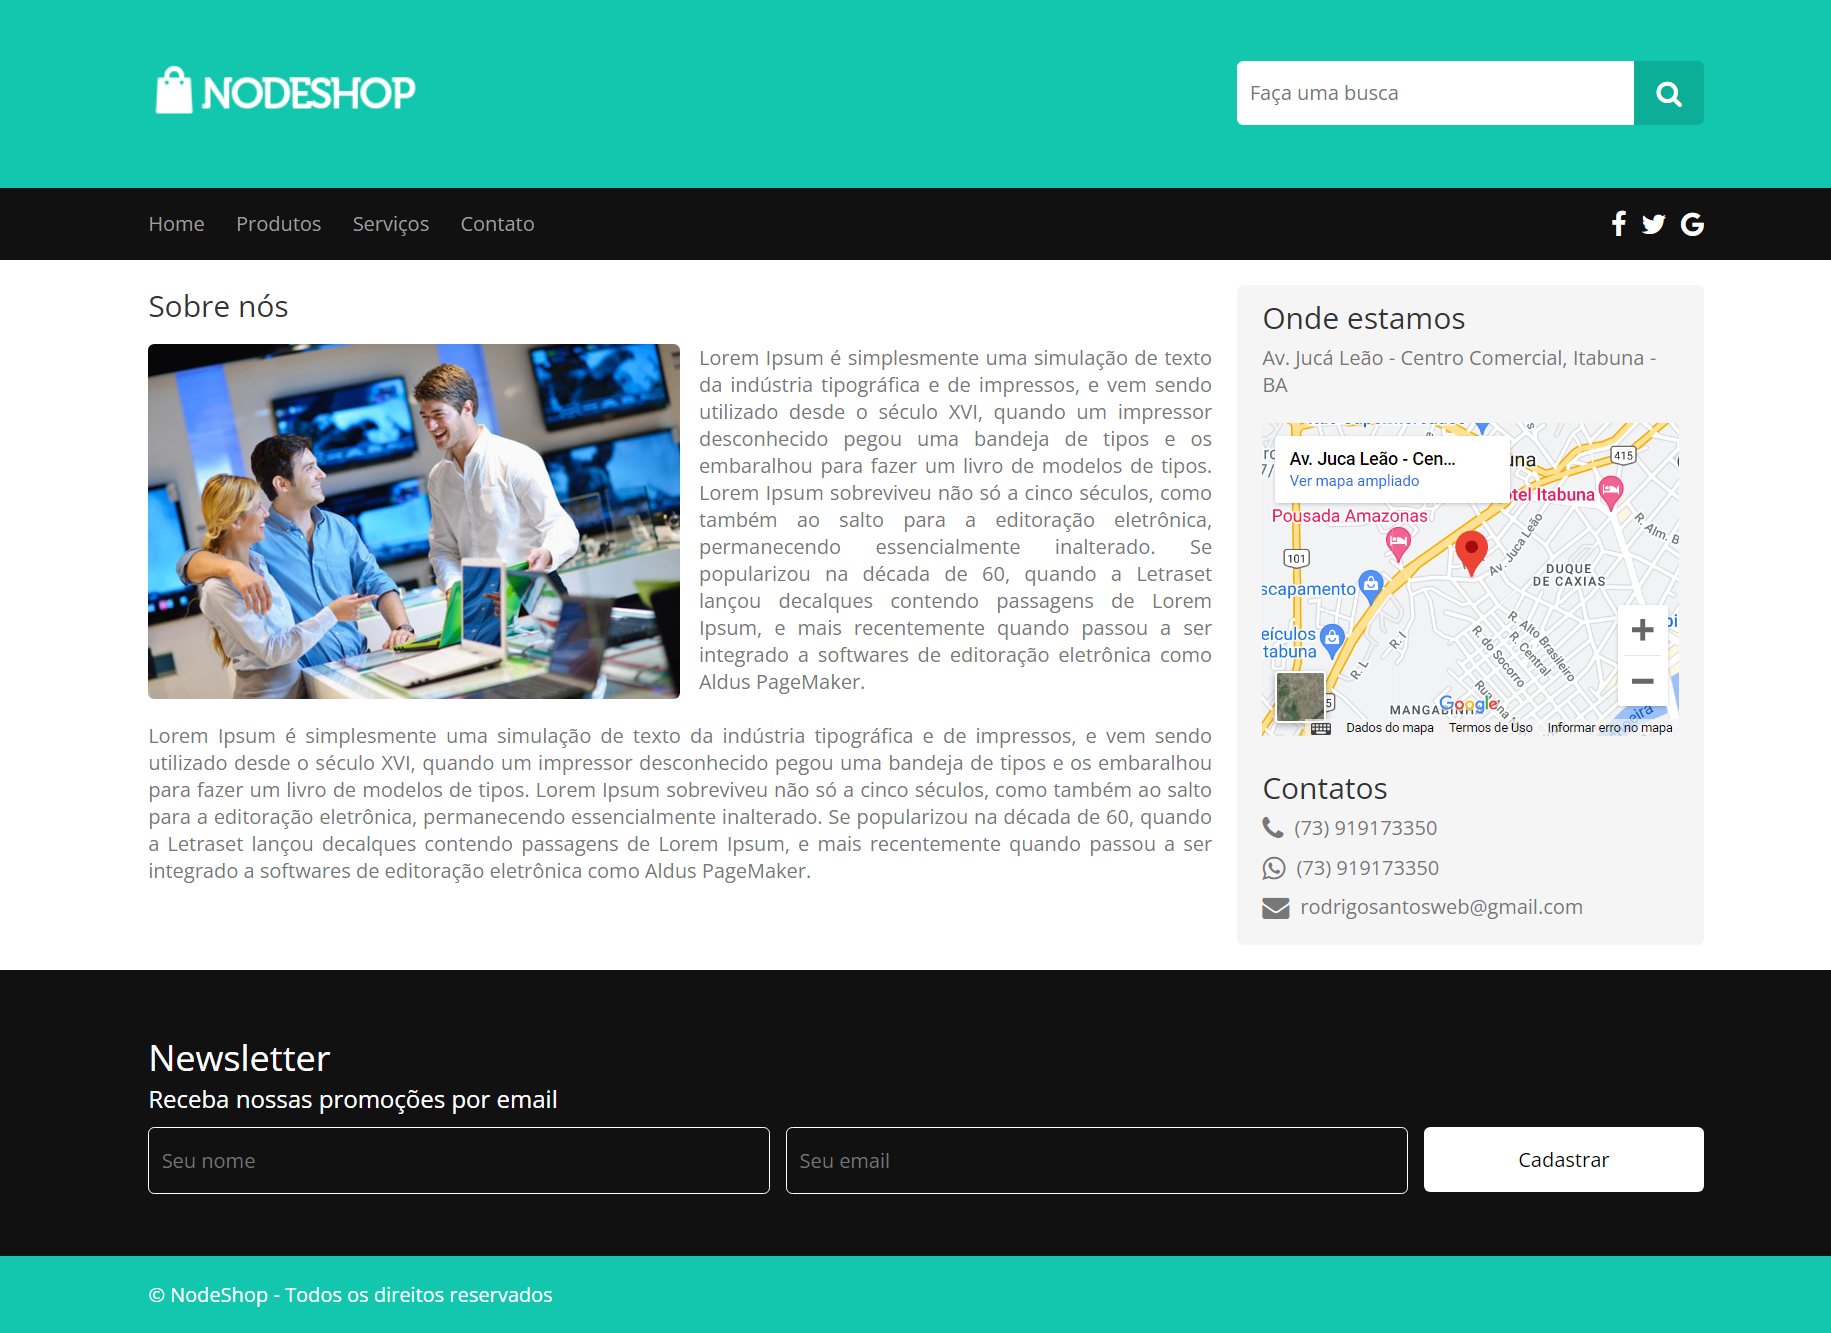 NODESHOP
Faça uma busca
Home Produtos Serviços Contato
Sobre nós
Lorem Ipsum é simplesmente uma simulação de texto
da indústria tipográfica e de impressos, e vem sendo
utilizado desde o século XVI, quando um impressor
desconhecido pegou uma bandeja de tipos e os
embaralhou para fazer um livro de modelos de tipos.
Lorem Ipsum sobreviveu não só a cinco séculos, como
também ao salto para a editoração eletrônica,
permanecendo essencialmente inalterado. Se
popularizou na década de 60, quando a Letraset
lançou decalques contendo passagens de Lorem
Ipsum, e mais recentemente quando passou a ser
integrado a softwares de editoração eletrônica como
Aldus PageMaker.
Lorem Ipsum é simplesmente uma simulação de texto da indústria tipográfica e de impressos, e vem sendo
utilizado desde o século XVI, quando um impressor desconhecido pegou uma bandeja de tipos e os embaralhou
para fazer um livro de modelos de tipos. Lorem Ipsum sobreviveu não só a cinco séculos, como também ao salto
para a editoração eletrônica, permanecendo essencialmente inalterado. Se popularizou na década de 60, quando
a Letraset lançou decalques contendo passagens de Lorem Ipsum, e mais recentemente quando passou a ser
integrado a softwares de editoração eletrônica como Aldus PageMaker.
Onde estamos
Av. Jucá Leão - Centro Comercial, Itabuna -
BA
Av. Juca Leão - Cen...
Ver mapa ampliado
415
tel Itabuna
Pousada Amazonas
R. Alm. B
Av. Juca Leão
101
DUQUE
DE CAXIAS
scapamento
R. Alto Brasileiro
R. Central
R. do Socorro
eículos
tabuna
R. I
R. L
Rua Ana N
MANGABINHA
Google
5
Dados do mapa Termos de Uso Informar erro no mapa
Contatos
(73) 919173350
(73) 919173350
rodrigosantosweb@gmail.com
Newsletter
Receba nossas promoções por email
Seu nome Seu email Cadastrar
© NodeShop - Todos os direitos reservados